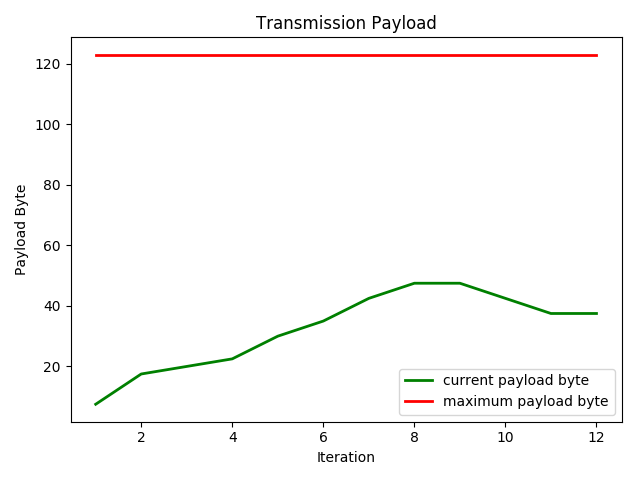 Transmission Payload
Payload Byte
120
100
80
60
40
20
2 4 6 8 10 12
Iteration
current payload byte
maximum payload byte